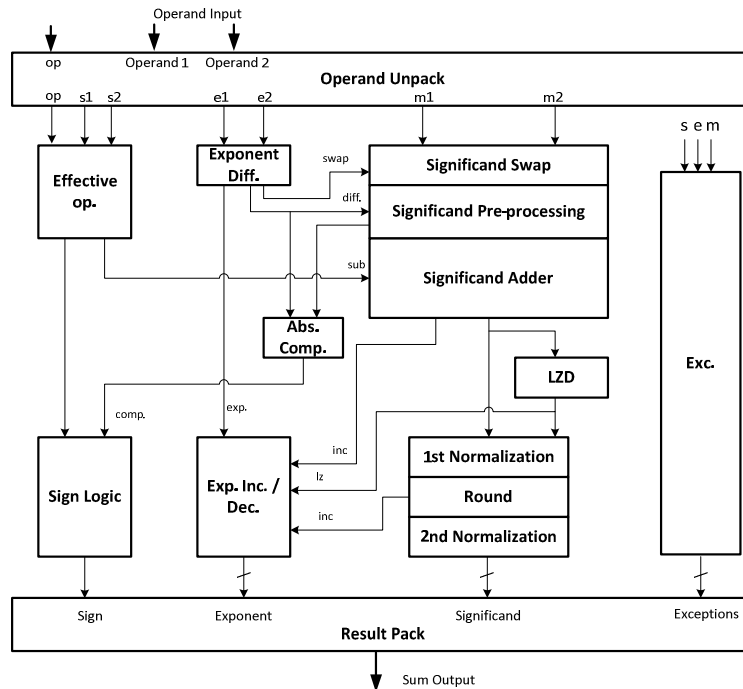 Operand Input
op
Operand 1
Operand 2
Operand Unpack
op
s1
s2
e1
e2
m1
m2
s e m
Effective
op.
Exponent
Diff.
swap
diff.
Significand Swap
Significand Pre-processing
sub
Significand Adder
Abs.
Comp.
LZD
Exc.
comp.
exp.
inc
lz
inc
Sign Logic
Exp. Inc. /
Dec.
1st Normalization
Round
2nd Normalization
Sign
Exponent
Significand
Exceptions
Result Pack
Sum Output